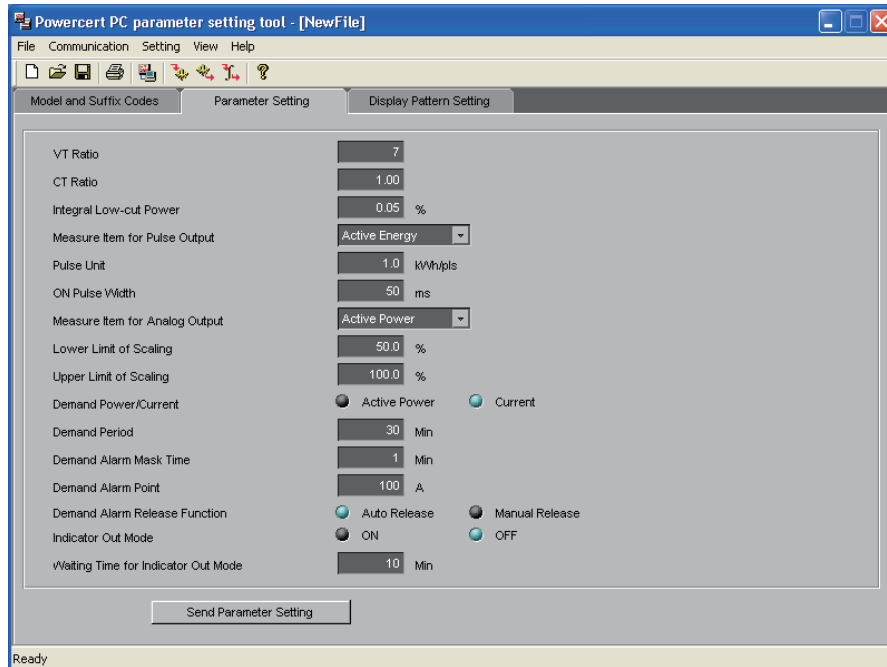 Powercert PC parameter setting tool - [NewFile]
File Communication Setting View Help
Model and Suffix Codes Parameter Setting Display Pattern Setting
VT Ratio 7
CT Ratio 1.00
Integral Low-cut Power 0.05 %
Measure Item for Pulse Output Active Energy
Pulse Unit 1.0 kWh/pls
ON Pulse Width 50 ms
Measure Item for Analog Output Active Power
Lower Limit of Scaling 50.0 %
Upper Limit of Scaling 100.0 %
Demand Power/Current Active Power Current
Demand Period 30 Min
Demand Alarm Mask Time 1 Min
Demand Alarm Point 100 A
Demand Alarm Release Function Auto Release Manual Release
Indicator Out Mode ON OFF
Waiting Time for Indicator Out Mode 10 Min
Send Parameter Setting
Ready